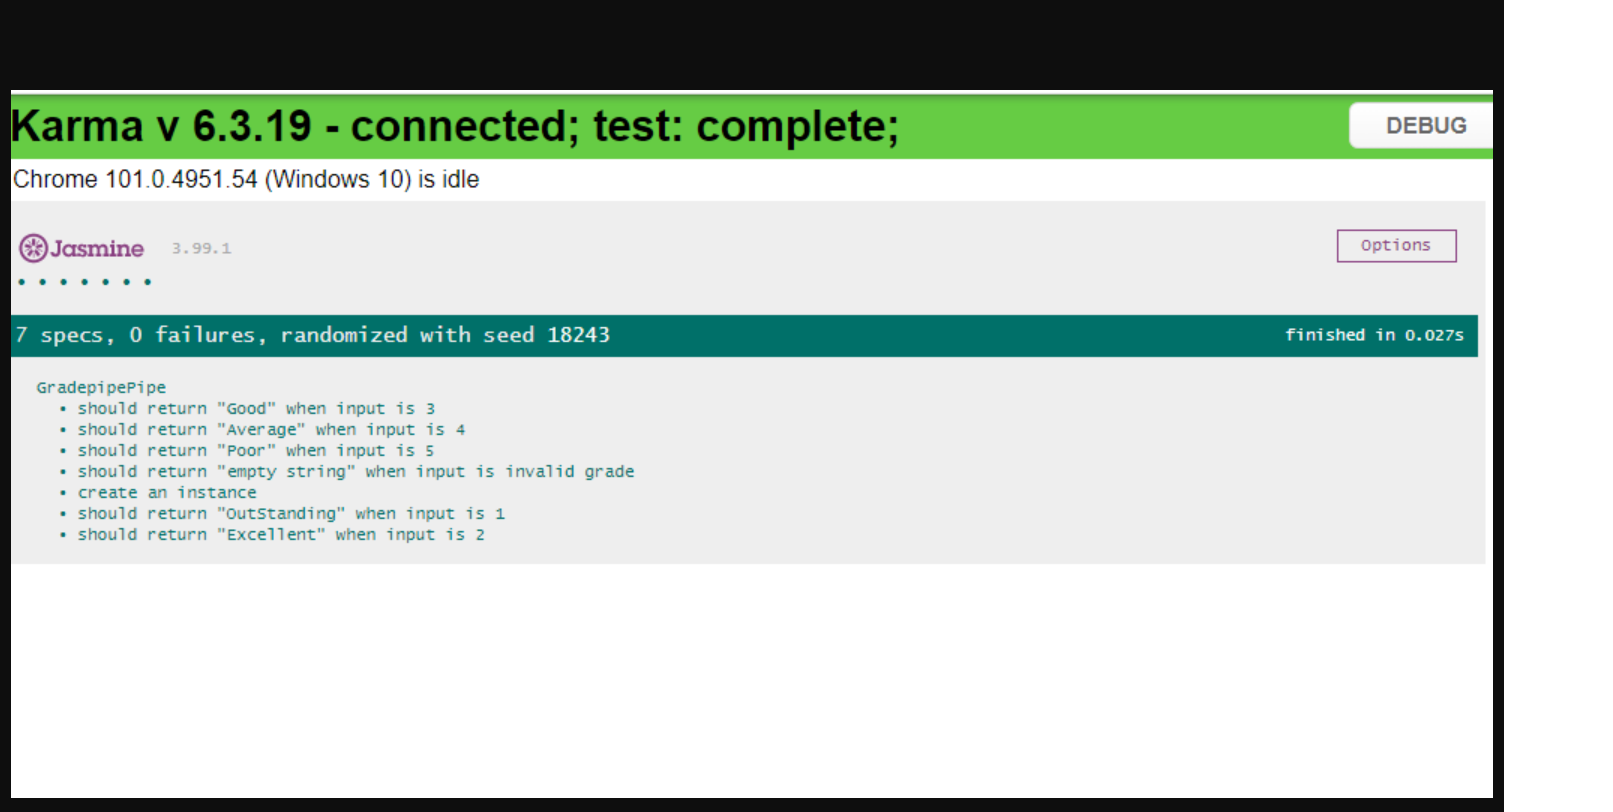 Karma v 6.3.19 - connected; test: complete;
DEBUG
Chrome 101.0.4951.54 (Windows 10) is idle
Jasmine 3.99.1
Options
• • • • • • •
7 specs, 0 failures, randomized with seed 18243
finished in 0.027s
GradepipePipe
• should return "Good" when input is 3
• should return "Average" when input is 4
• should return "Poor" when input is 5
• should return "empty string" when input is invalid grade
• create an instance
• should return "OutStanding" when input is 1
• should return "Excellent" when input is 2